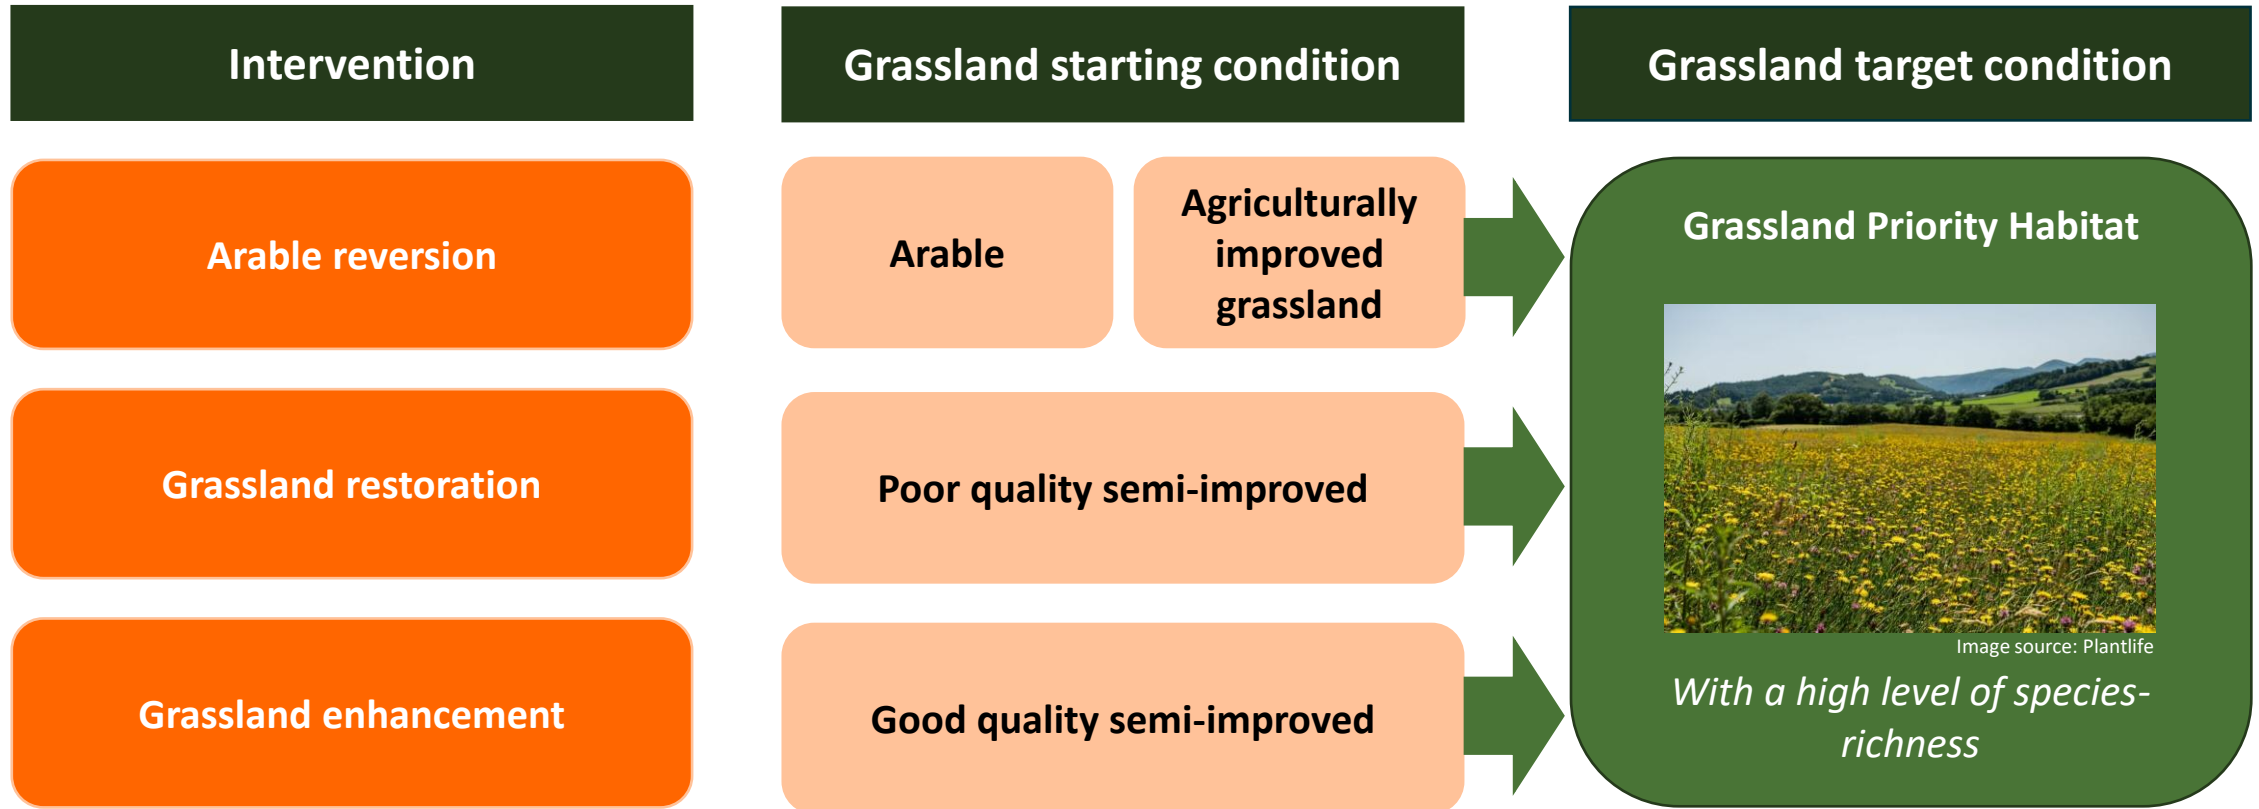 Intervention
Grassland starting condition
Grassland target condition
Arable reversion
Arable
Agriculturally
improved
grassland
Grassland Priority Habitat
Grassland restoration
Poor quality semi-improved
Image source: Plantlife
With a high level of species-
richness
Grassland enhancement
Good quality semi-improved